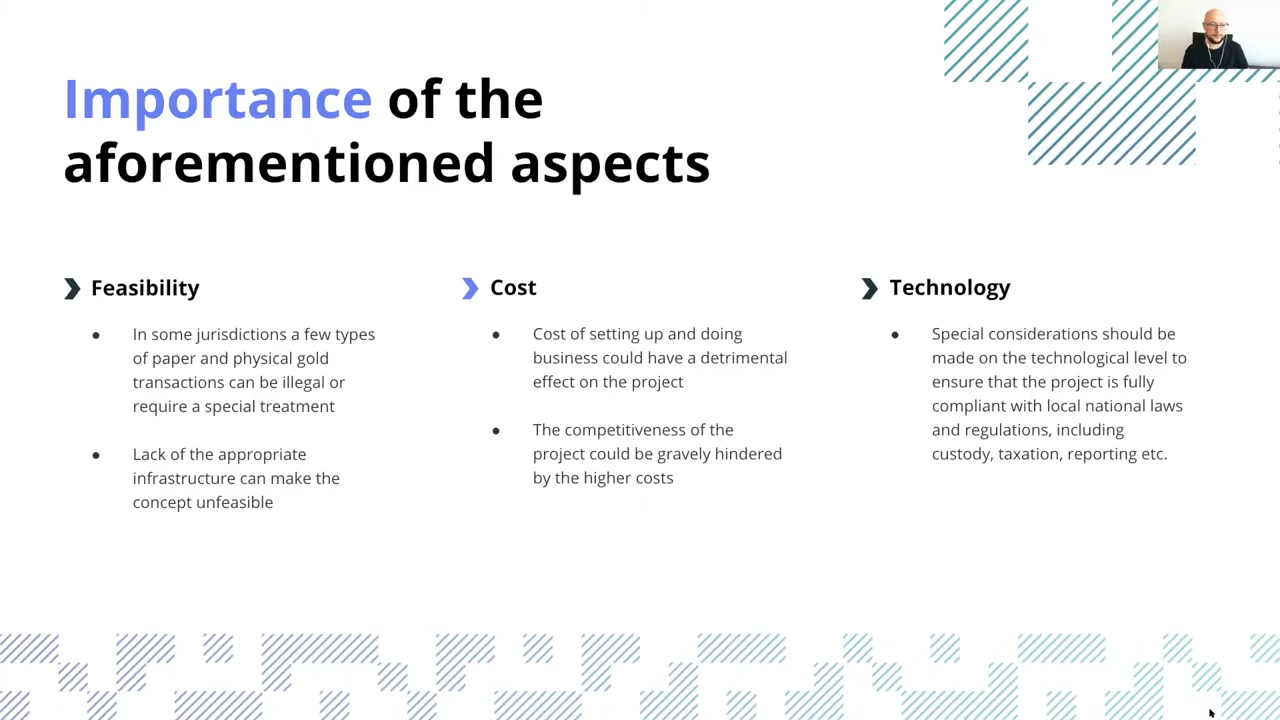 Importance of the
aforementioned aspects
Feasibility
In some jurisdictions a few types
of paper and physical gold
transactions can be illegal or
require a special treatment
Lack of the appropriate
infrastructure can make the
concept unfeasible
Cost
Cost of setting up and doing
business could have a detrimental
effect on the project
The competitiveness of the
project could be gravely hindered
by the higher costs
Technology
Special considerations should be
made on the technological level to
ensure that the project is fully
compliant with local national laws
and regulations, including
custody, taxation, reporting etc.